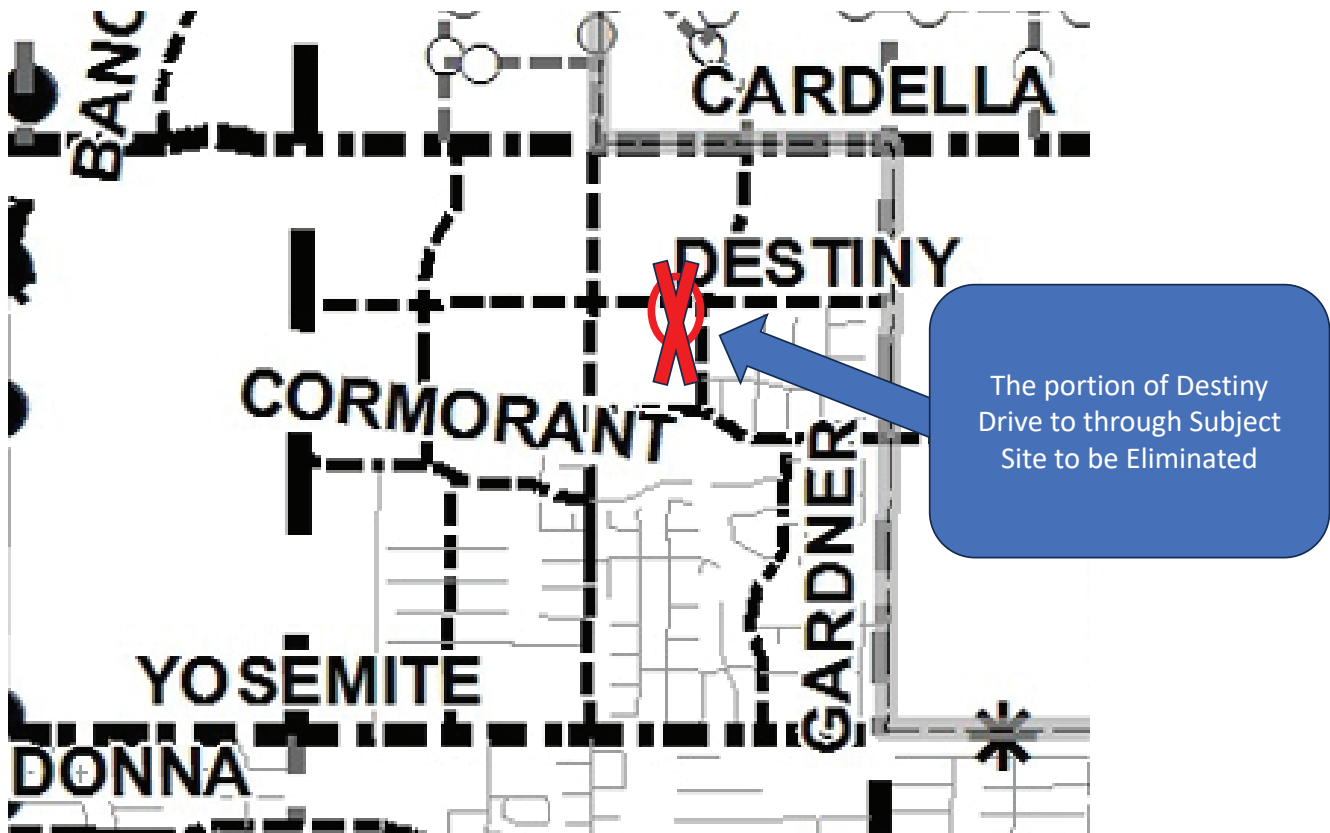 BANC
CARDELLA
DESTINY
CORMORANT
GARDNER
YOSEMITE
DONNA
The portion of Destiny
Drive to through Subject
Site to be Eliminated